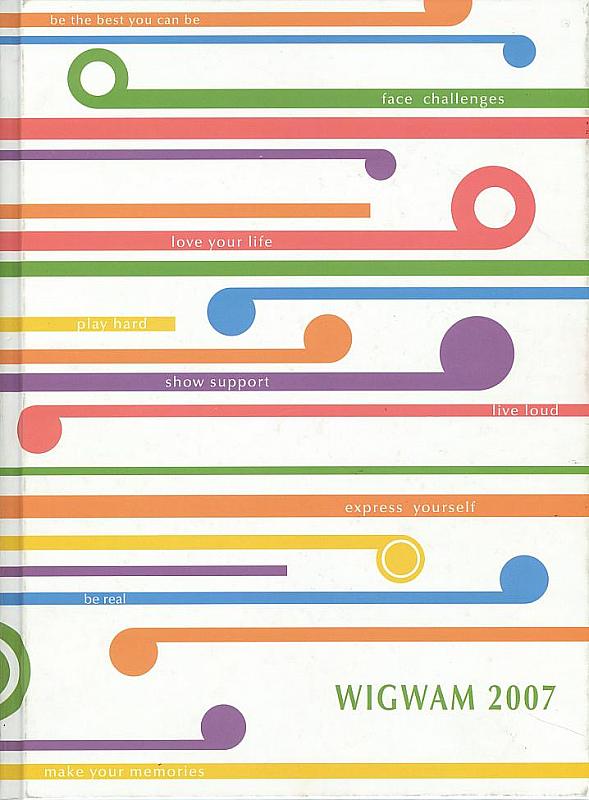 be the best you can be
face challenges
love your life
play hard
show support
live loud
express yourself
be real
WIGWAM 2007
make your memories